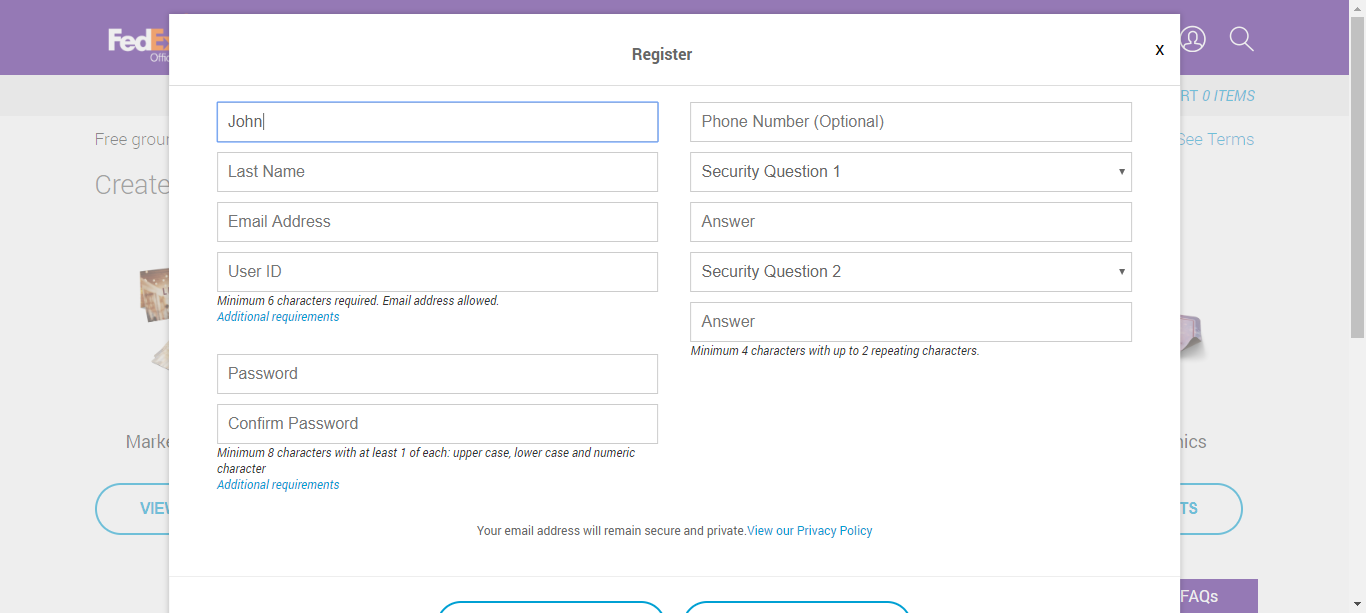 FedEx
Register
X
RT 0 ITEMS
Free grou
See Terms
Create
John
Last Name
Email Address
User ID
Minimum 6 characters required. Email address allowed.
Additional requirements
Password
Confirm Password
Minimum 8 characters with at least 1 of each: upper case, lower case and numeric
character
Additional requirements
Phone Number (Optional)
Security Question 1
Answer
Security Question 2
Answer
Minimum 4 characters with up to 2 repeating characters.
Marke
nics
VIE
TS
Your email address will remain secure and private.View our Privacy Policy
FAQs